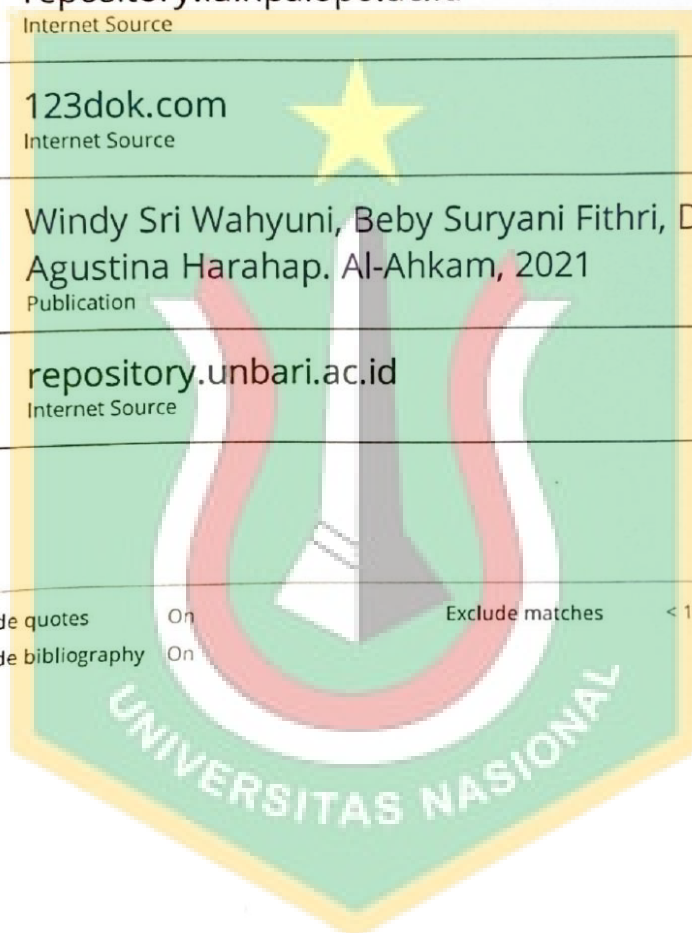 Internet Source
123dok.com
Internet Source
Windy Sri Wahyuni, Beby Suryani Fithri, D
Agustina Harahap. Al-Ahkam, 2021
Publication
repository.unbari.ac.id
Internet Source
de quotes On Exclude matches < 1
de bibliography On
UNIVERSITAS NASIONAL